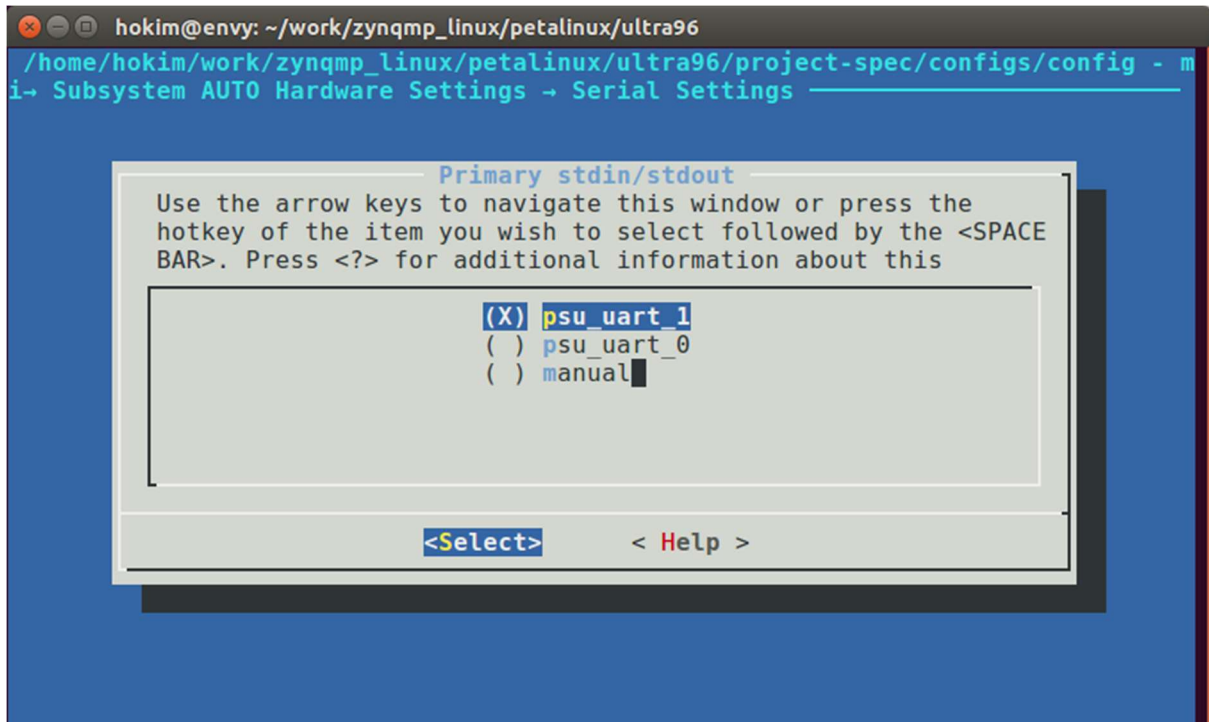 hokim@envy: ~/work/zynqmp_linux/petalinux/ultra96
/home/hokim/work/zynqmp_linux/petalinux/ultra96/project-spec/configs/config - m
i→ Subsystem AUTO Hardware Settings → Serial Settings
Primary stdin/stdout
Use the arrow keys to navigate this window or press the
hotkey of the item you wish to select followed by the <SPACE
BAR>. Press <?> for additional information about this
(X) psu_uart_1
( ) psu_uart_0
( ) manual
<Select> < Help >